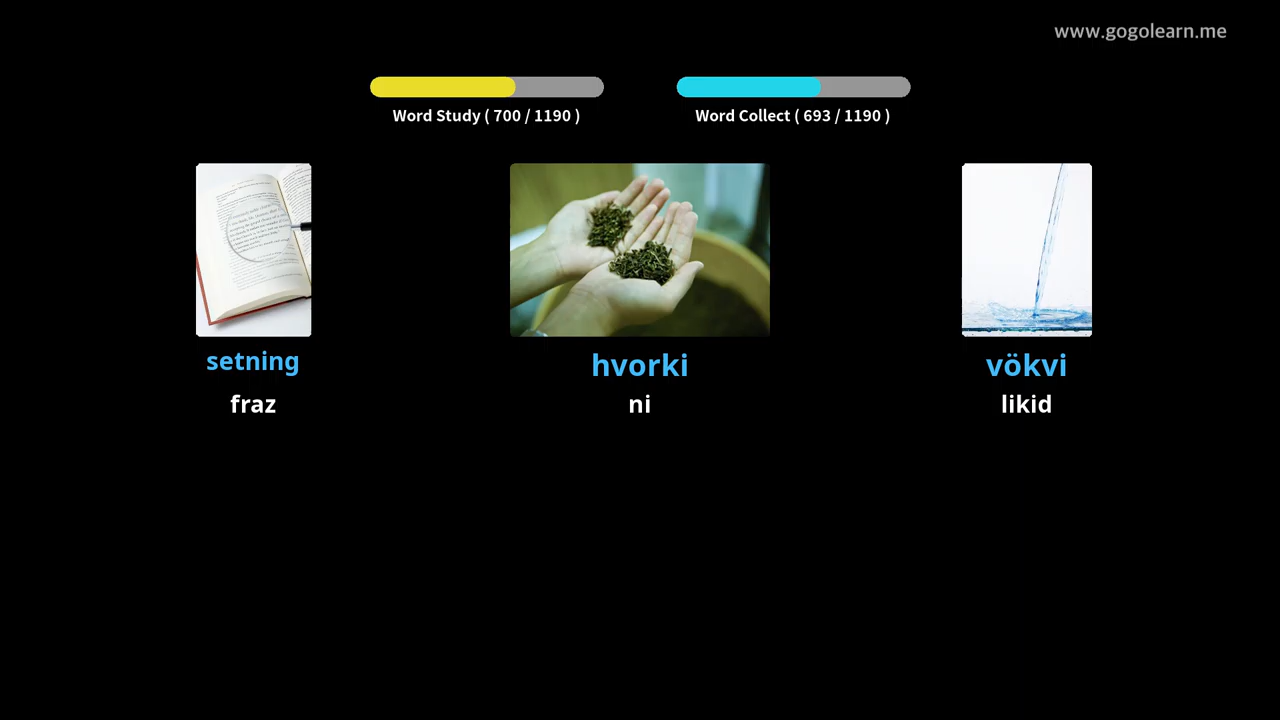 www.gogolearn.me
Word Study ( 700 / 1190 )
Word Collect ( 693 / 1190 )
setning
hvorki
vökvi
fraz
ni
likid